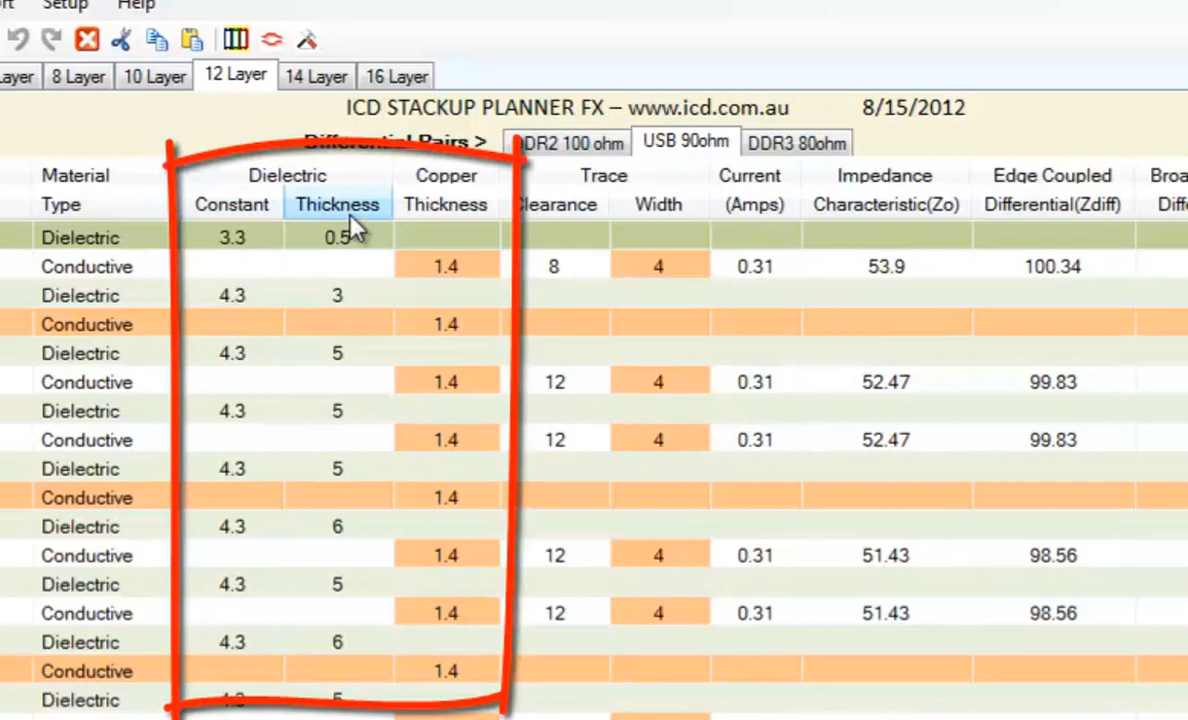 Setup Help
8 Layer 10 Layer 12 Layer 14 Layer 16 Layer
ICD STACKUP PLANNER FX – www.icd.com.au 8/15/2012
Differential Pairs > DDR2 100 ohm USB 90ohm DDR3 80ohm
Material Dielectric Copper Trace Current Impedance Edge Coupled
Type Constant Thickness Thickness Clearance Width (Amps) Characteristic(Zo) Differential(Zdiff)
Dielectric 3.3 0.5
Conductive 1.4 8 4 0.31 53.9 100.34
Dielectric 4.3 3
Conductive 1.4
Dielectric 4.3 5
Conductive 1.4 12 4 0.31 52.47 99.83
Dielectric 4.3 5
Conductive 1.4 12 4 0.31 52.47 99.83
Dielectric 4.3 5
Conductive 1.4
Dielectric 4.3 6
Conductive 1.4 12 4 0.31 51.43 98.56
Dielectric 4.3 5
Conductive 1.4 12 4 0.31 51.43 98.56
Dielectric 4.3 6
Conductive 1.4
Dielectric 4.3 5